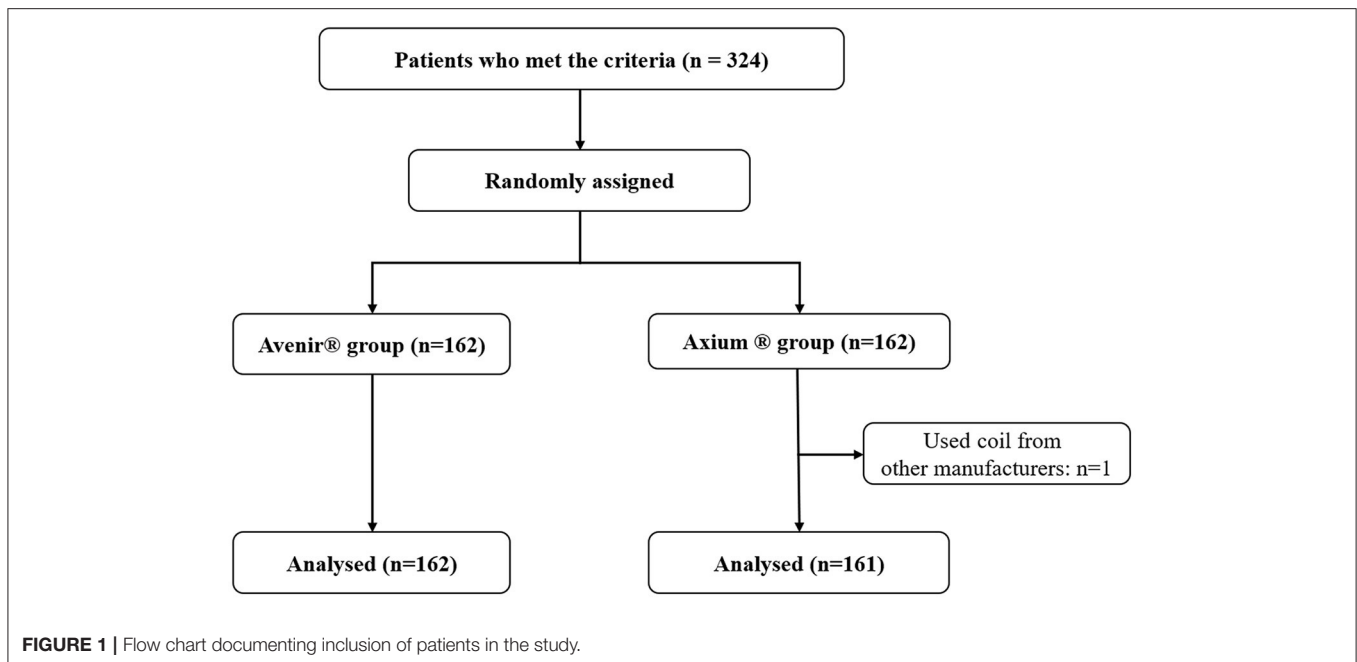 Patients who met the criteria (n = 324)
Randomly assigned
Avenir® group (n=162)
Axium ® group (n=162)
Used coil from
other manufacturers: n=1
Analysed (n=162)
Analysed (n=161)
FIGURE 1 | Flow chart documenting inclusion of patients in the study.